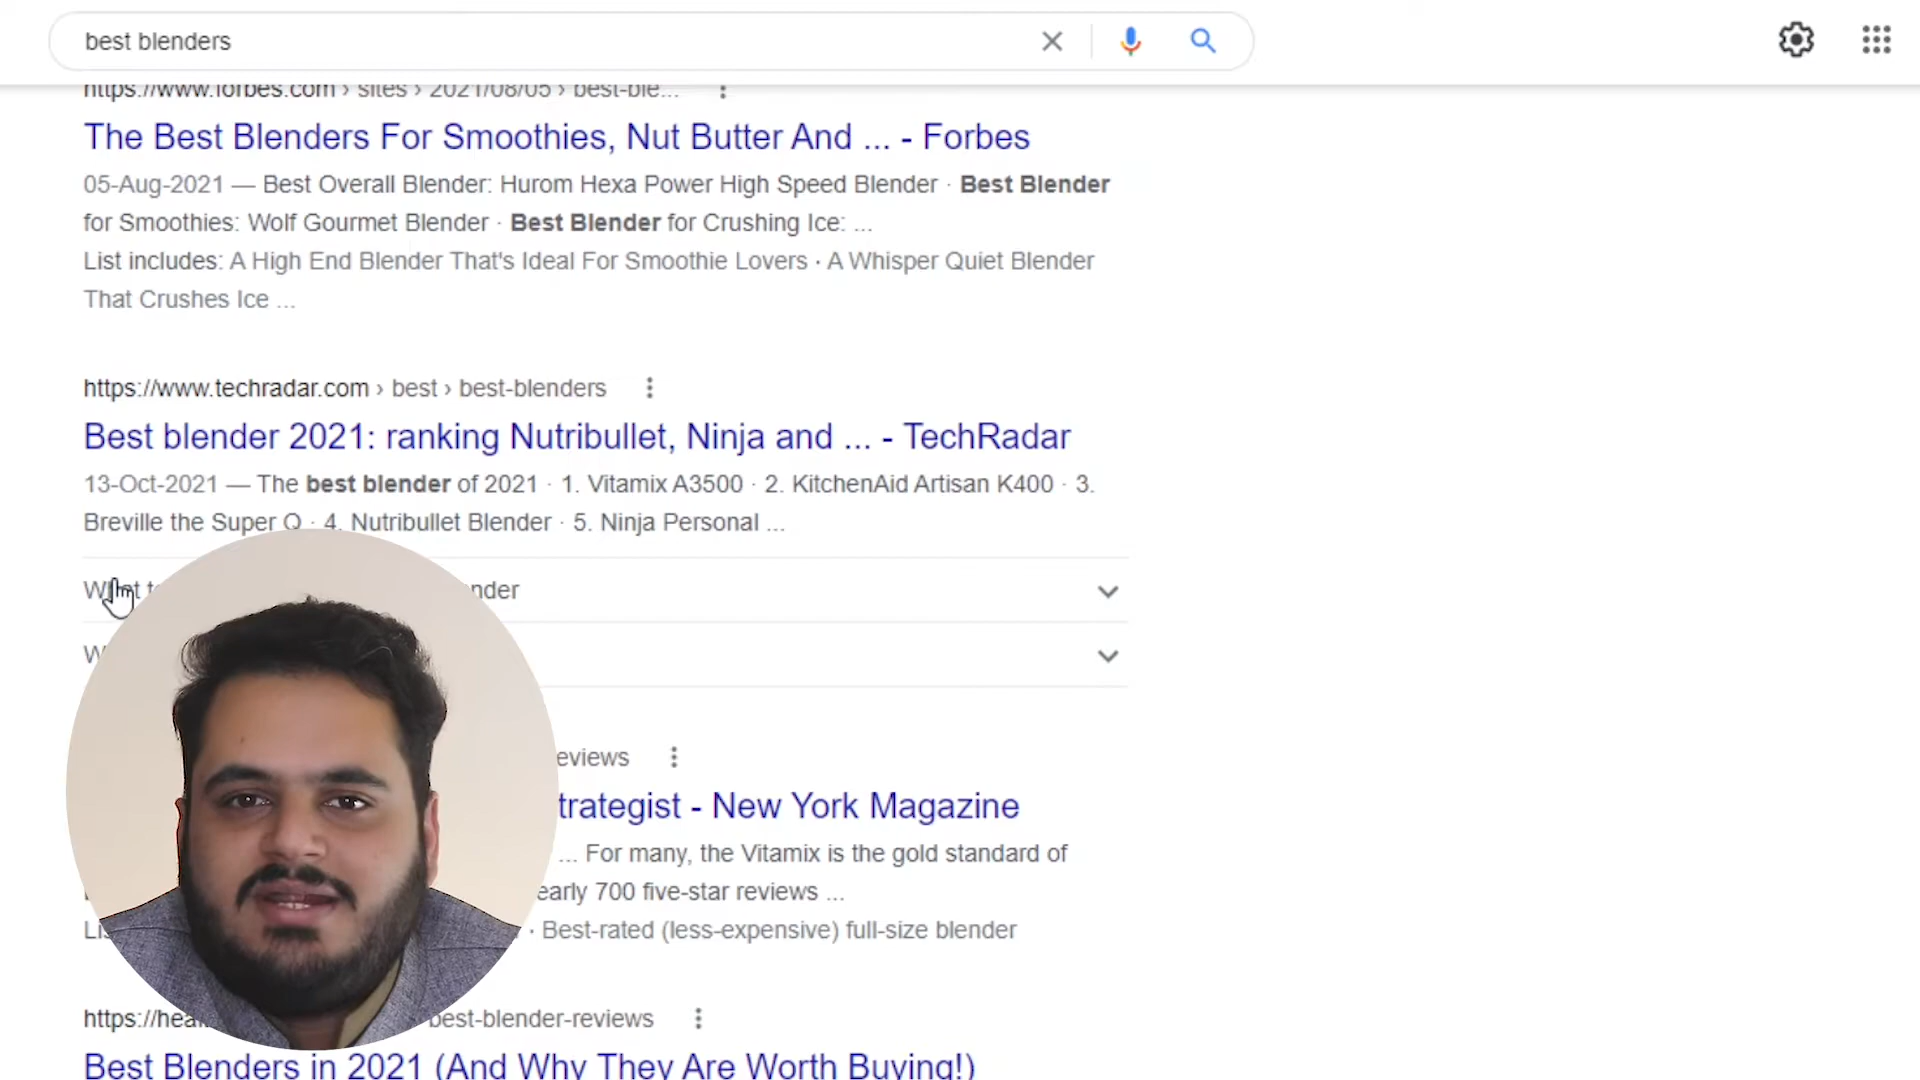 best blenders
https://www.forbes.com › sites › 2021/08/05 › best-ble...
The Best Blenders For Smoothies, Nut Butter And ... - Forbes
05-Aug-2021 — Best Overall Blender: Hurom Hexa Power High Speed Blender · Best Blender
for Smoothies: Wolf Gourmet Blender · Best Blender for Crushing Ice: ...
List includes: A High End Blender That's Ideal For Smoothie Lovers · A Whisper Quiet Blender
That Crushes Ice ...
https://www.techradar.com › best › best-blenders
Best blender 2021: ranking Nutribullet, Ninja and ... - TechRadar
13-Oct-2021 — The best blender of 2021 · 1. Vitamix A3500 · 2. KitchenAid Artisan K400 · 3.
Breville the Super Q · 4. Nutribullet Blender · 5. Ninja Personal ...
- New York Magazine
... For many, the Vitamix is the gold standard of
700 five-star reviews ...
· Best-rated (less-expensive) full-size blender
best-blender-reviews
Best Blenders in 2021 (And Why They Are Worth Buying!)